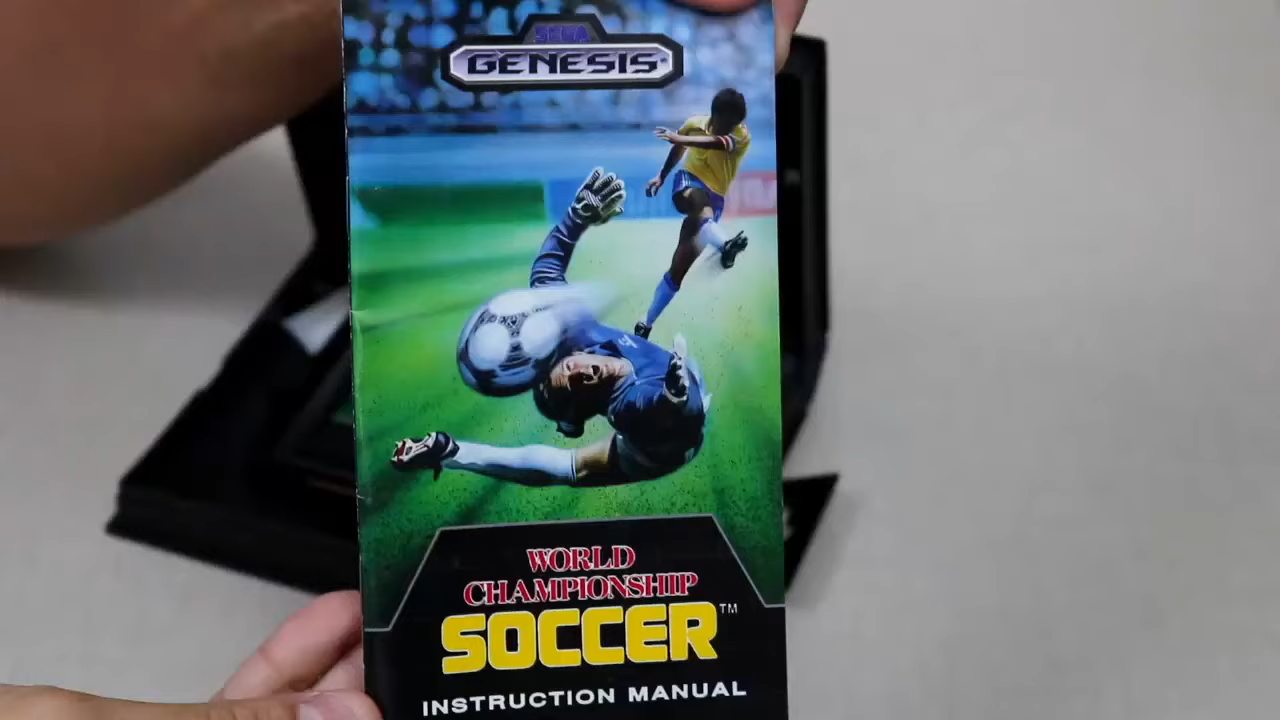 SEGA
GENESIS
WORLD
CHAMPIONSHIP
SOCCER™
INSTRUCTION MANUAL